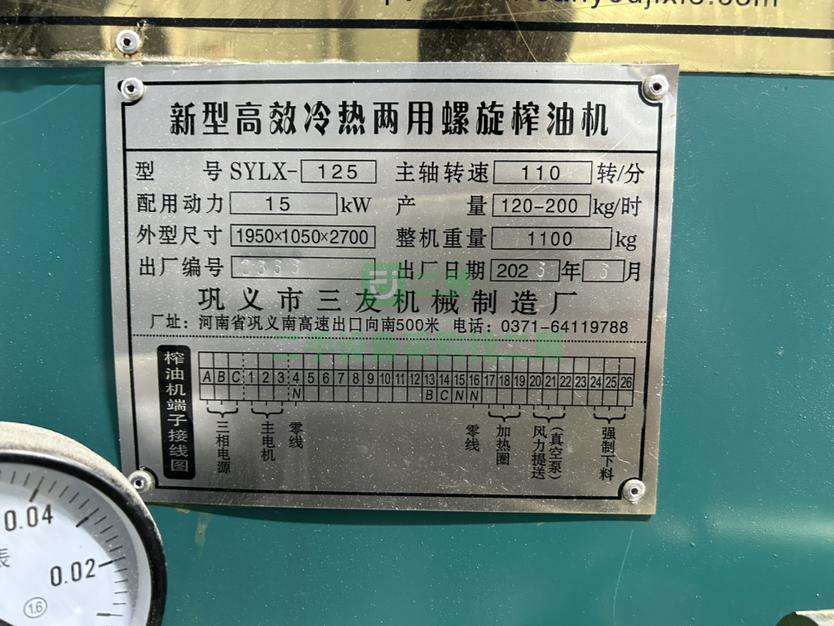 新型高效冷热两用螺旋榨油机
型 号 SYLX- 125 主轴转速 110 转/分
配用动力 15 kW 产 量 120-200 kg/时
外型尺寸 1950×1050×2700 整机重量 1100 kg
出厂编号 出厂日期 202 年 月
巩义市三友机械制造厂
厂址：河南省巩义南高速出口向南500米 电话：0371-64119788
榨油机端子接线图
A B C 1 2 3 4 5 6 7 8 9 10 11 12 13 14 15 16 17 18 19 20 21 22 23 24 25 26
N B C N N
三相电源 主电机 零线 零线 加热圈 风力提送 (真空泵) 强制下料
0.04
0.02
表
1.6